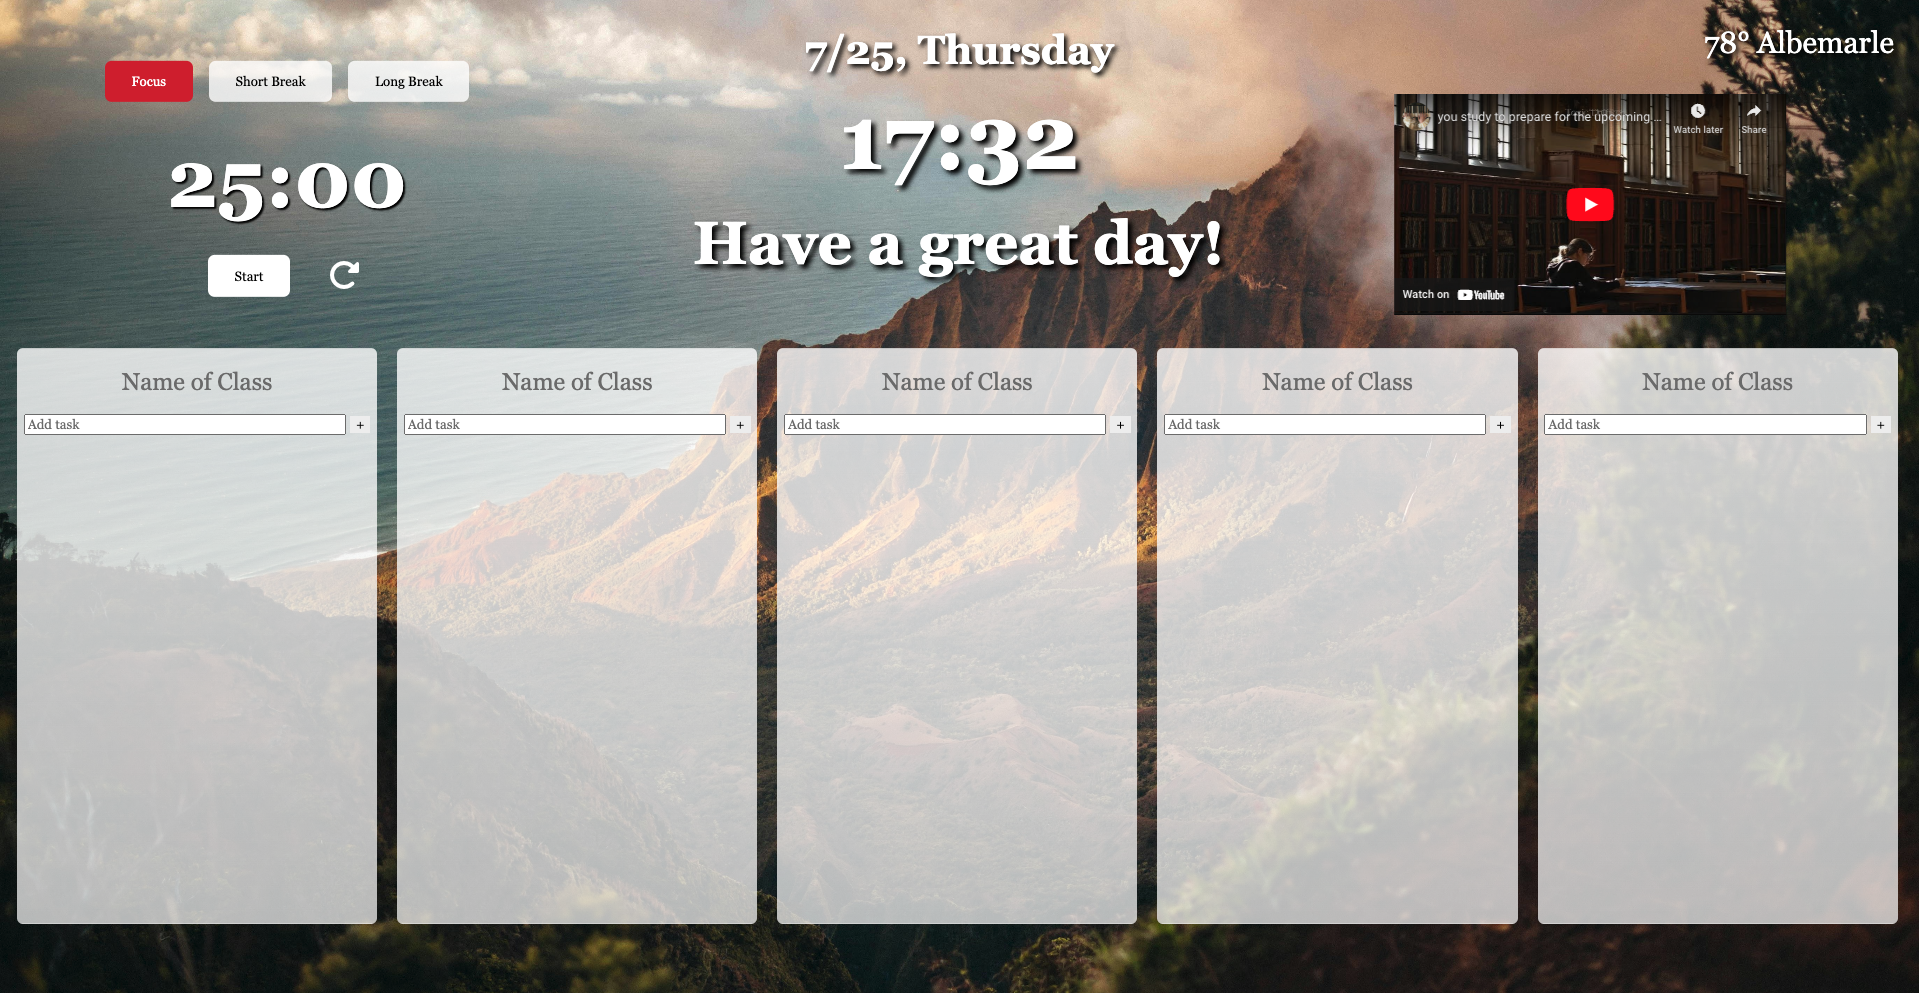 7/25, Thursday
78° Albemarle
Focus
Short Break
Long Break
17:32
you study to prepare for the upcoming ...
Watch later
Share
25:00
Have a great day!
Start
Watch on YouTube
Name of Class
Name of Class
Name of Class
Name of Class
Name of Class
Add task +
Add task +
Add task +
Add task +
Add task +